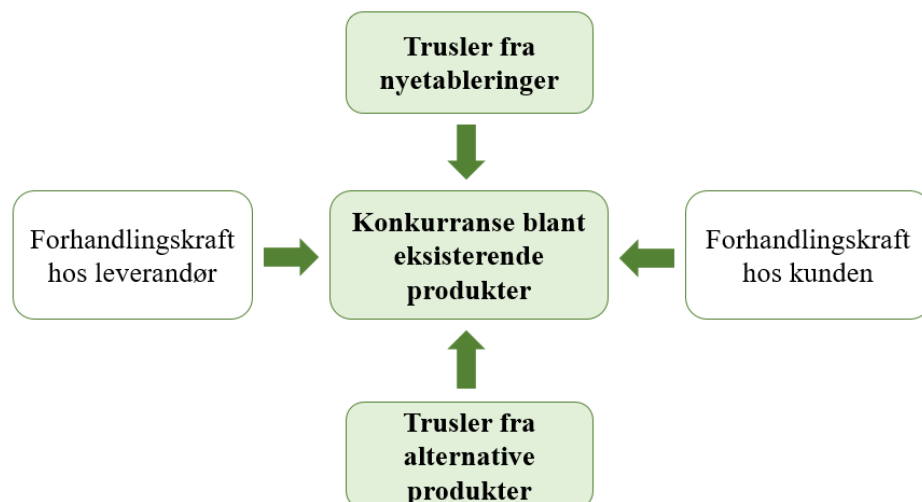 Trusler fra
nyetableringer
Forhandlingskraft
hos leverandør
Konkurranse blant
eksisterende
produkter
Forhandlingskraft
hos kunden
Trusler fra
alternative
produkter